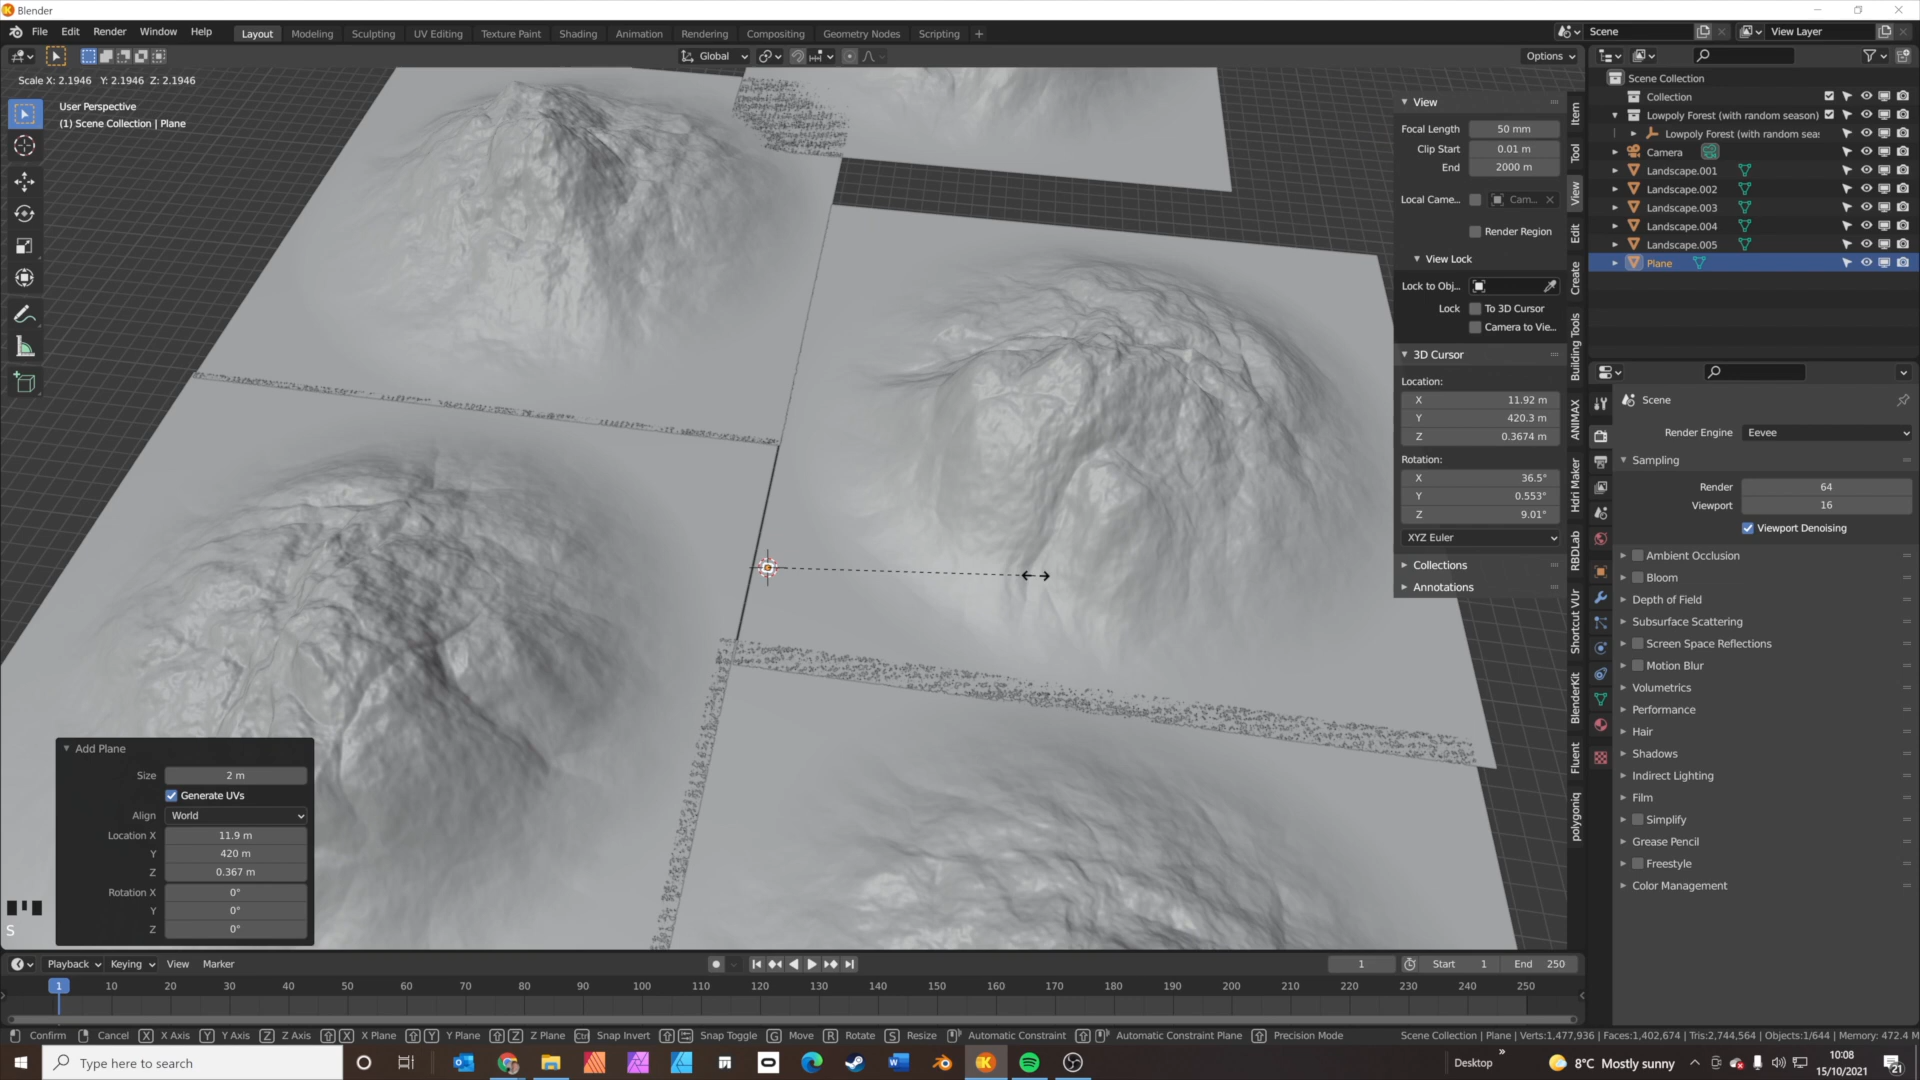 Blender
File Edit Render Window Help
Layout Modeling Sculpting UV Editing Texture Paint Shading Animation Rendering Compositing Geometry Nodes Scripting +
Scene
View Layer
Global
Options
Scale X: 2.1946 Y: 2.1946 Z: 2.1946
User Perspective
(1) Scene Collection | Plane
View
Focal Length 50 mm
Clip Start 0.01 m
End 2000 m
Local Came... Cam...
Render Region
View Lock
Lock to Obj...
Lock To 3D Cursor
Camera to Vie...
3D Cursor
Location:
X 11.92 m
Y 420.3 m
Z 0.3674 m
Rotation:
X 36.5°
Y 0.553°
Z 9.01°
XYZ Euler
Collections
Annotations
Item
Tool
View
Edit
Create
Building Tools
ANIMAX
Hdri Maker
RBDLab
Shortcut VUr
BlenderKit
Fluent
polygoniq
Scene Collection
Collection
Lowpoly Forest (with random season)
Lowpoly Forest (with random sea:
Camera
Landscape.001
Landscape.002
Landscape.003
Landscape.004
Landscape.005
Plane
Scene
Render Engine Eevee
Sampling
Render 64
Viewport 16
Viewport Denoising
Ambient Occlusion
Bloom
Depth of Field
Subsurface Scattering
Screen Space Reflections
Motion Blur
Volumetrics
Performance
Hair
Shadows
Indirect Lighting
Film
Simplify
Grease Pencil
Freestyle
Color Management
Add Plane
Size 2 m
Generate UVs
Align World
Location X 11.9 m
Y 420 m
Z 0.367 m
Rotation X 0°
Y 0°
Z 0°
S
Playback Keying View Marker
1 Start 1 End 250
1 10 20 30 40 50 60 70 80 90 100 110 120 130 140 150 160 170 180 190 200 210 220 230 240 250
Confirm Cancel X X Axis Y Y Axis Z Z Axis X X Plane Y Y Plane Z Z Plane Ctrl Snap Invert Snap Toggle G Move R Rotate S Resize Automatic Constraint Automatic Constraint Plane Precision Mode
Scene Collection | Plane | Verts:1,477,936 | Faces:1,402,674 | Tris:2,744,564 | Objects:1/644 | Memory: 472.4 M
Type here to search
Desktop
8°C Mostly sunny
10:08
15/10/2021
21